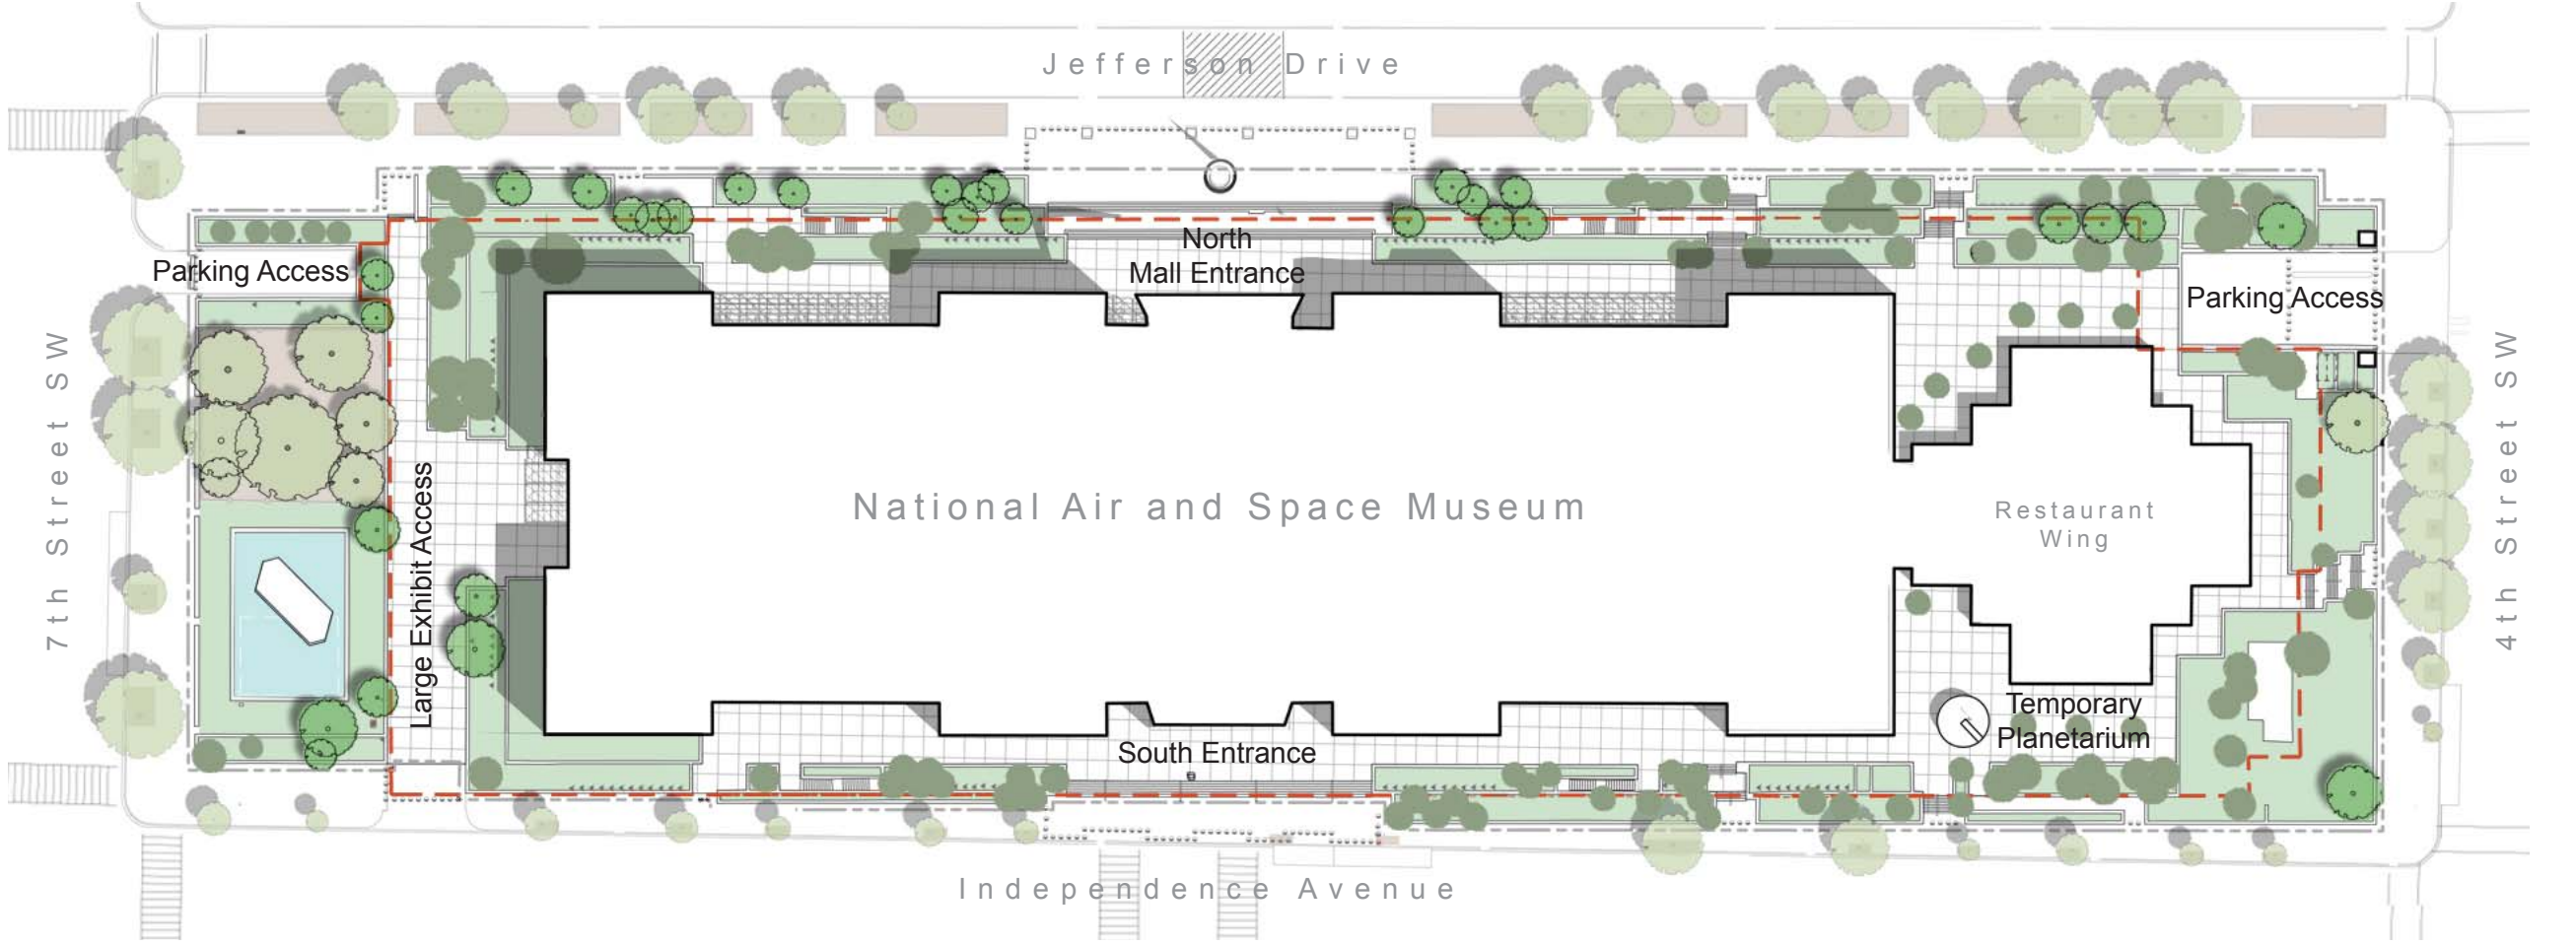 Jefferson Drive
North
Mall Entrance
Parking Access
Parking Access
7th Street SW
4th Street SW
Large Exhibit Access
National Air and Space Museum
Restaurant
Wing
Temporary
Planetarium
South Entrance
Independence Avenue